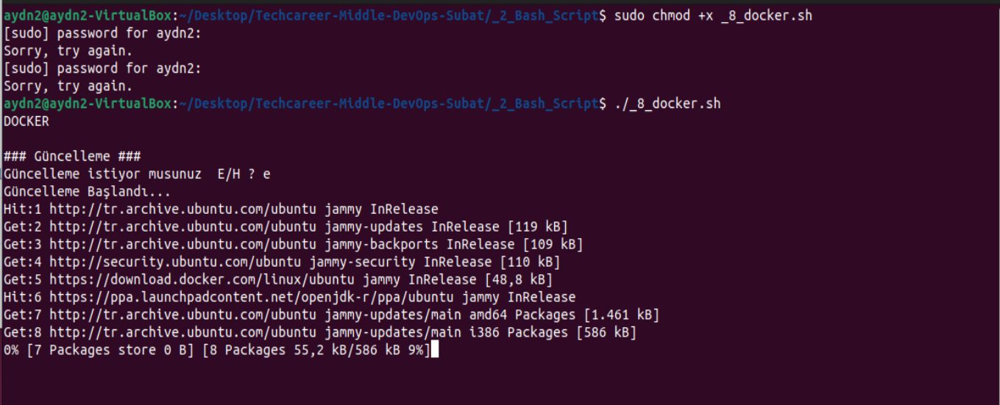 aydn2@aydn2-VirtualBox:~/Desktop/Techcareer-Middle-DevOps-Subat/_2_Bash_Script$ sudo chmod +x _8_docker.sh
[sudo] password for aydn2:
Sorry, try again.
[sudo] password for aydn2:
Sorry, try again.
aydn2@aydn2-VirtualBox:~/Desktop/Techcareer-Middle-DevOps-Subat/_2_Bash_Script$ ./_8_docker.sh
DOCKER
### Güncelleme ###
Güncelleme istiyor musunuz  E/H ? e
Güncelleme Başlandı...
Hit:1 http://tr.archive.ubuntu.com/ubuntu jammy InRelease
Get:2 http://tr.archive.ubuntu.com/ubuntu jammy-updates InRelease [119 kB]
Get:3 http://tr.archive.ubuntu.com/ubuntu jammy-backports InRelease [109 kB]
Get:4 http://security.ubuntu.com/ubuntu jammy-security InRelease [110 kB]
Get:5 https://download.docker.com/linux/ubuntu jammy InRelease [48,8 kB]
Hit:6 https://ppa.launchpadcontent.net/openjdk-r/ppa/ubuntu jammy InRelease
Get:7 http://tr.archive.ubuntu.com/ubuntu jammy-updates/main amd64 Packages [1.461 kB]
Get:8 http://tr.archive.ubuntu.com/ubuntu jammy-updates/main i386 Packages [586 kB]
0% [7 Packages store 0 B] [8 Packages 55,2 kB/586 kB 9%]